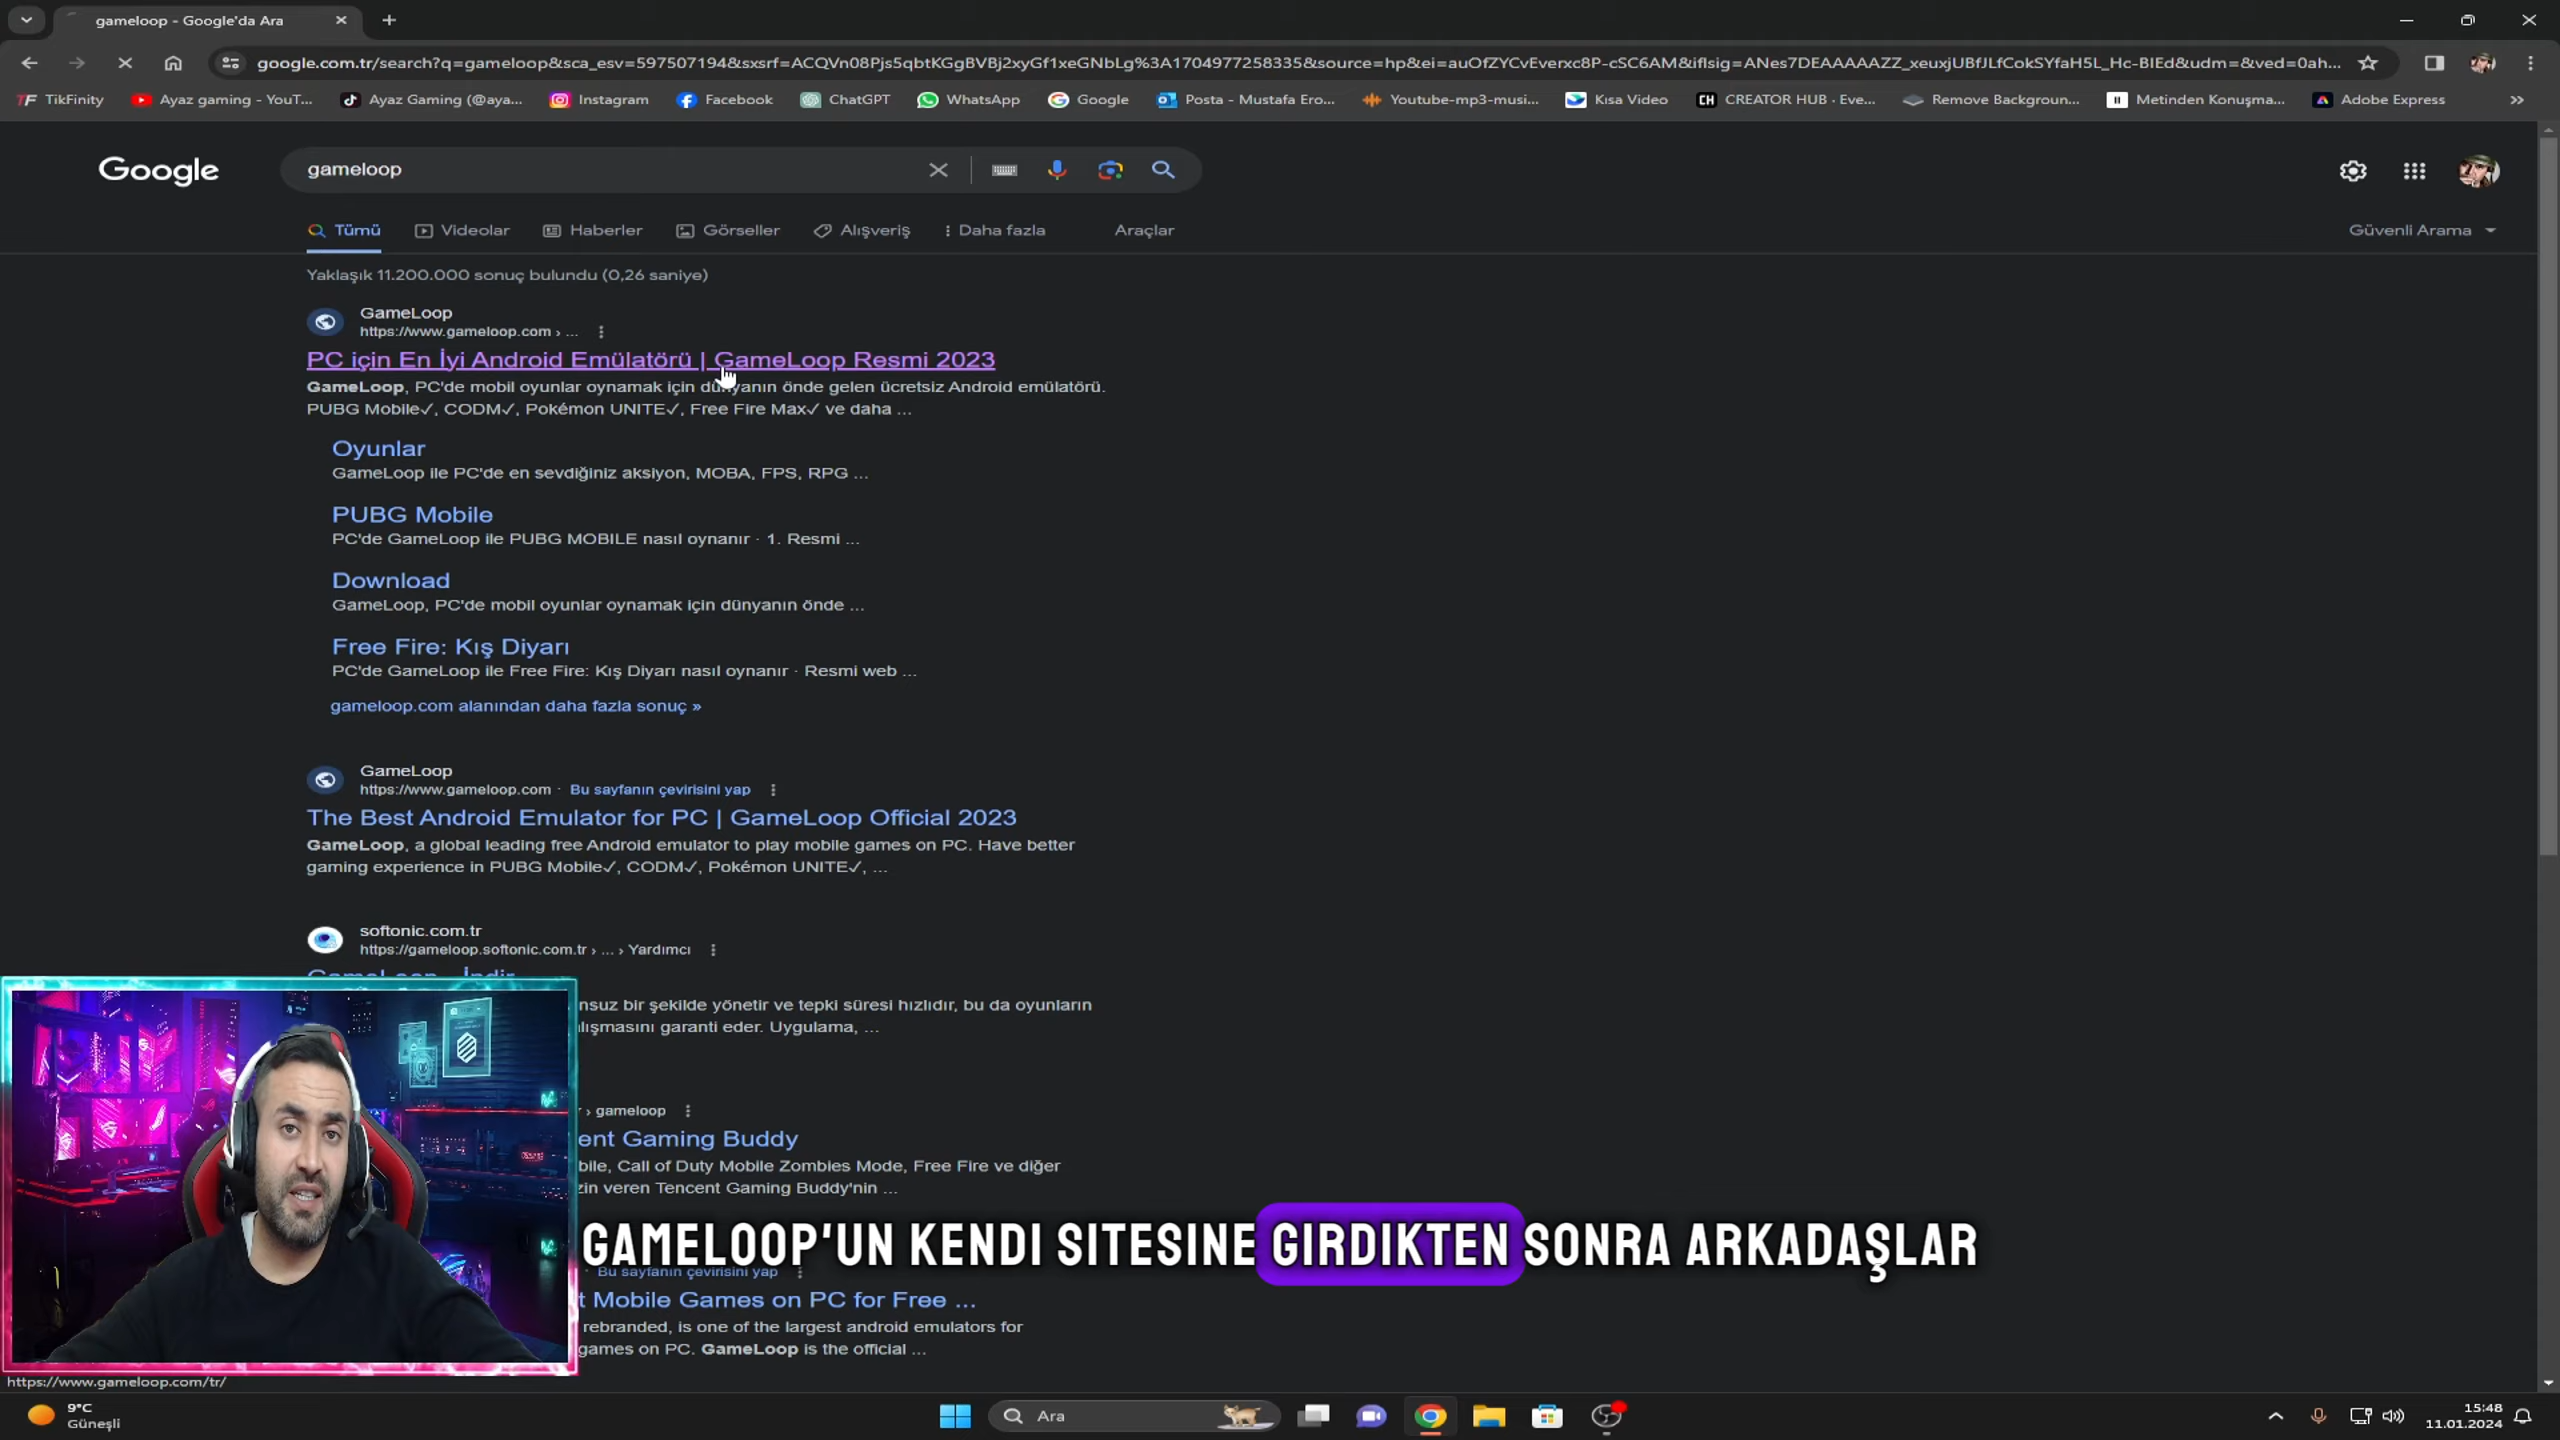 gameloop - Google'da Ara
google.com.tr/search?q=gameloop&sca_esv=597507194&sxsrf=ACQVn08Pjs5qbtKGgBVBj2xyGf1xeGNbLg%3A1704977258335&source=hp&ei=auOfZYCvEverxc8P-cSC6AM&iflsig=ANes7DEAAAAAZZ_xeuxjUBfJLfCokSYfaH5L_Hc-BIEd&udm=&ved=0ah...
TikFinity Ayaz gaming - YouT... Ayaz Gaming (@aya... Instagram Facebook ChatGPT WhatsApp Google Posta - Mustafa Ero... Youtube-mp3-musi... Kısa Video CREATOR HUB · Eve... Remove Backgroun... Metinden Konuşma... Adobe Express »
Google gameloop
Tümü Videolar Haberler Görseller Alışveriş Daha fazla Araçlar Güvenli Arama
Yaklaşık 11.200.000 sonuç bulundu (0,26 saniye)
GameLoop
https://www.gameloop.com › ...
PC için En İyi Android Emülatörü | GameLoop Resmi 2023
GameLoop, PC'de mobil oyunlar oynamak için dünyanın önde gelen ücretsiz Android emülatörü.
PUBG Mobile✓, CODM✓, Pokémon UNITE✓, Free Fire Max✓ ve daha ...
Oyunlar
GameLoop ile PC'de en sevdiğiniz aksiyon, MOBA, FPS, RPG ...
PUBG Mobile
PC'de GameLoop ile PUBG MOBILE nasıl oynanır · 1. Resmi ...
Download
GameLoop, PC'de mobil oyunlar oynamak için dünyanın önde ...
Free Fire: Kış Diyarı
PC'de GameLoop ile Free Fire: Kış Diyarı nasıl oynanır · Resmi web ...
gameloop.com alanından daha fazla sonuç »
GameLoop
https://www.gameloop.com · Bu sayfanın çevirisini yap
The Best Android Emulator for PC | GameLoop Official 2023
GameLoop, a global leading free Android emulator to play mobile games on PC. Have better
gaming experience in PUBG Mobile✓, CODM✓, Pokémon UNITE✓, ...
softonic.com.tr
https://gameloop.softonic.com.tr › ... › Yardımcı
GameLoop - İndir
nsuz bir şekilde yönetir ve tepki süresi hızlıdır, bu da oyunların
lışmasını garanti eder. Uygulama, ...
› gameloop
ent Gaming Buddy
bile, Call of Duty Mobile Zombies Mode, Free Fire ve diğer
zin veren Tencent Gaming Buddy'nin ...
GAMELOOP'UN KENDI SITESINE GIRDIKTEN SONRA ARKADAŞLAR
Bu sayfanın çevirisini yap
t Mobile Games on PC for Free ...
rebranded, is one of the largest android emulators for
games on PC. GameLoop is the official ...
https://www.gameloop.com/tr/
9°C
Güneşli
Ara
15:48
11.01.2024